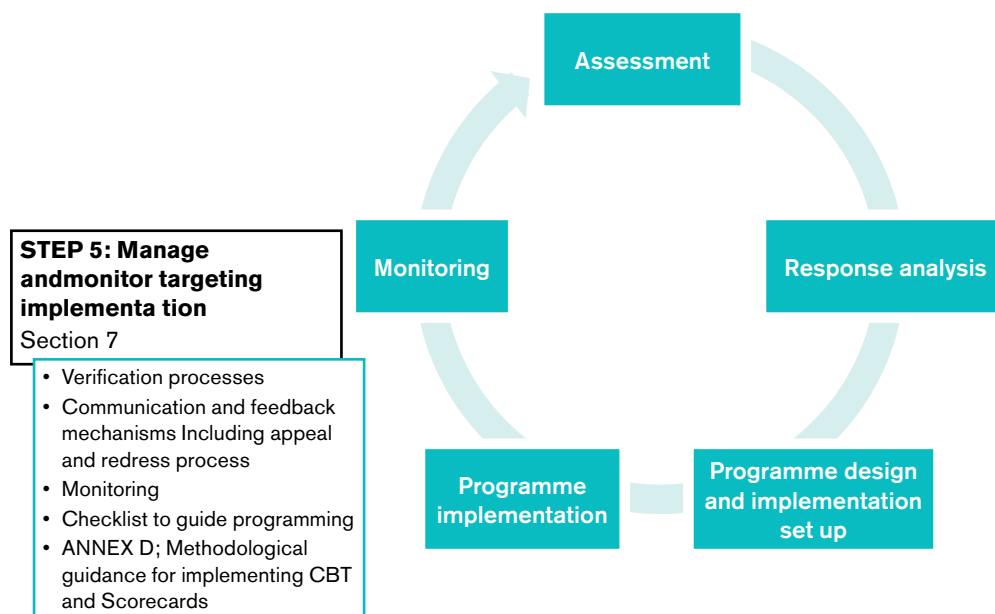 Assessment
Response analysis
Programme design
and implementation
set up
Programme
implementation
Monitoring
STEP 5: Manage
andmonitor targeting
implementa tion
Section 7
• Verification processes
• Communication and feedback
mechanisms Including appeal
and redress process
• Monitoring
• Checklist to guide programming
• ANNEX D; Methodological
guidance for implementing CBT
and Scorecards